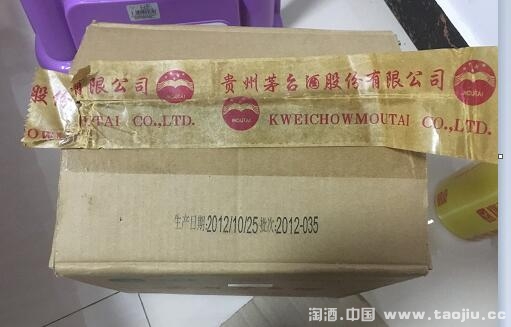 股份有限公司 贵州茅台酒股份有限公司
MOUTAI
MOUTAI
MOUTAI CO.,LTD. KWEICHOWMOUTAI CO.,LTD.
生产日期:2012/10/25 批次:2012-035
淘酒.中国 www.taojiu.cc